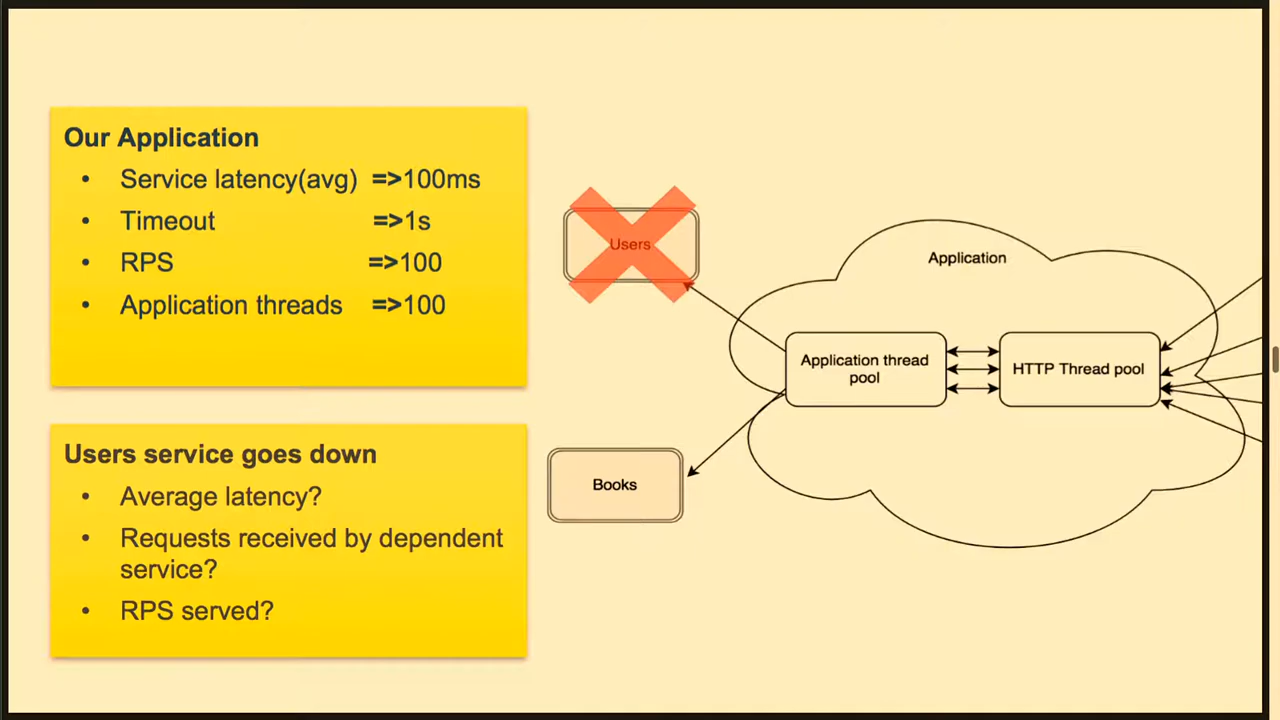 Our Application
• Service latency(avg) =>100ms
• Timeout =>1s
• RPS =>100
• Application threads =>100
Users service goes down
• Average latency?
• Requests received by dependent
service?
• RPS served?
Users
Books
Application
Application thread
pool
HTTP Thread pool